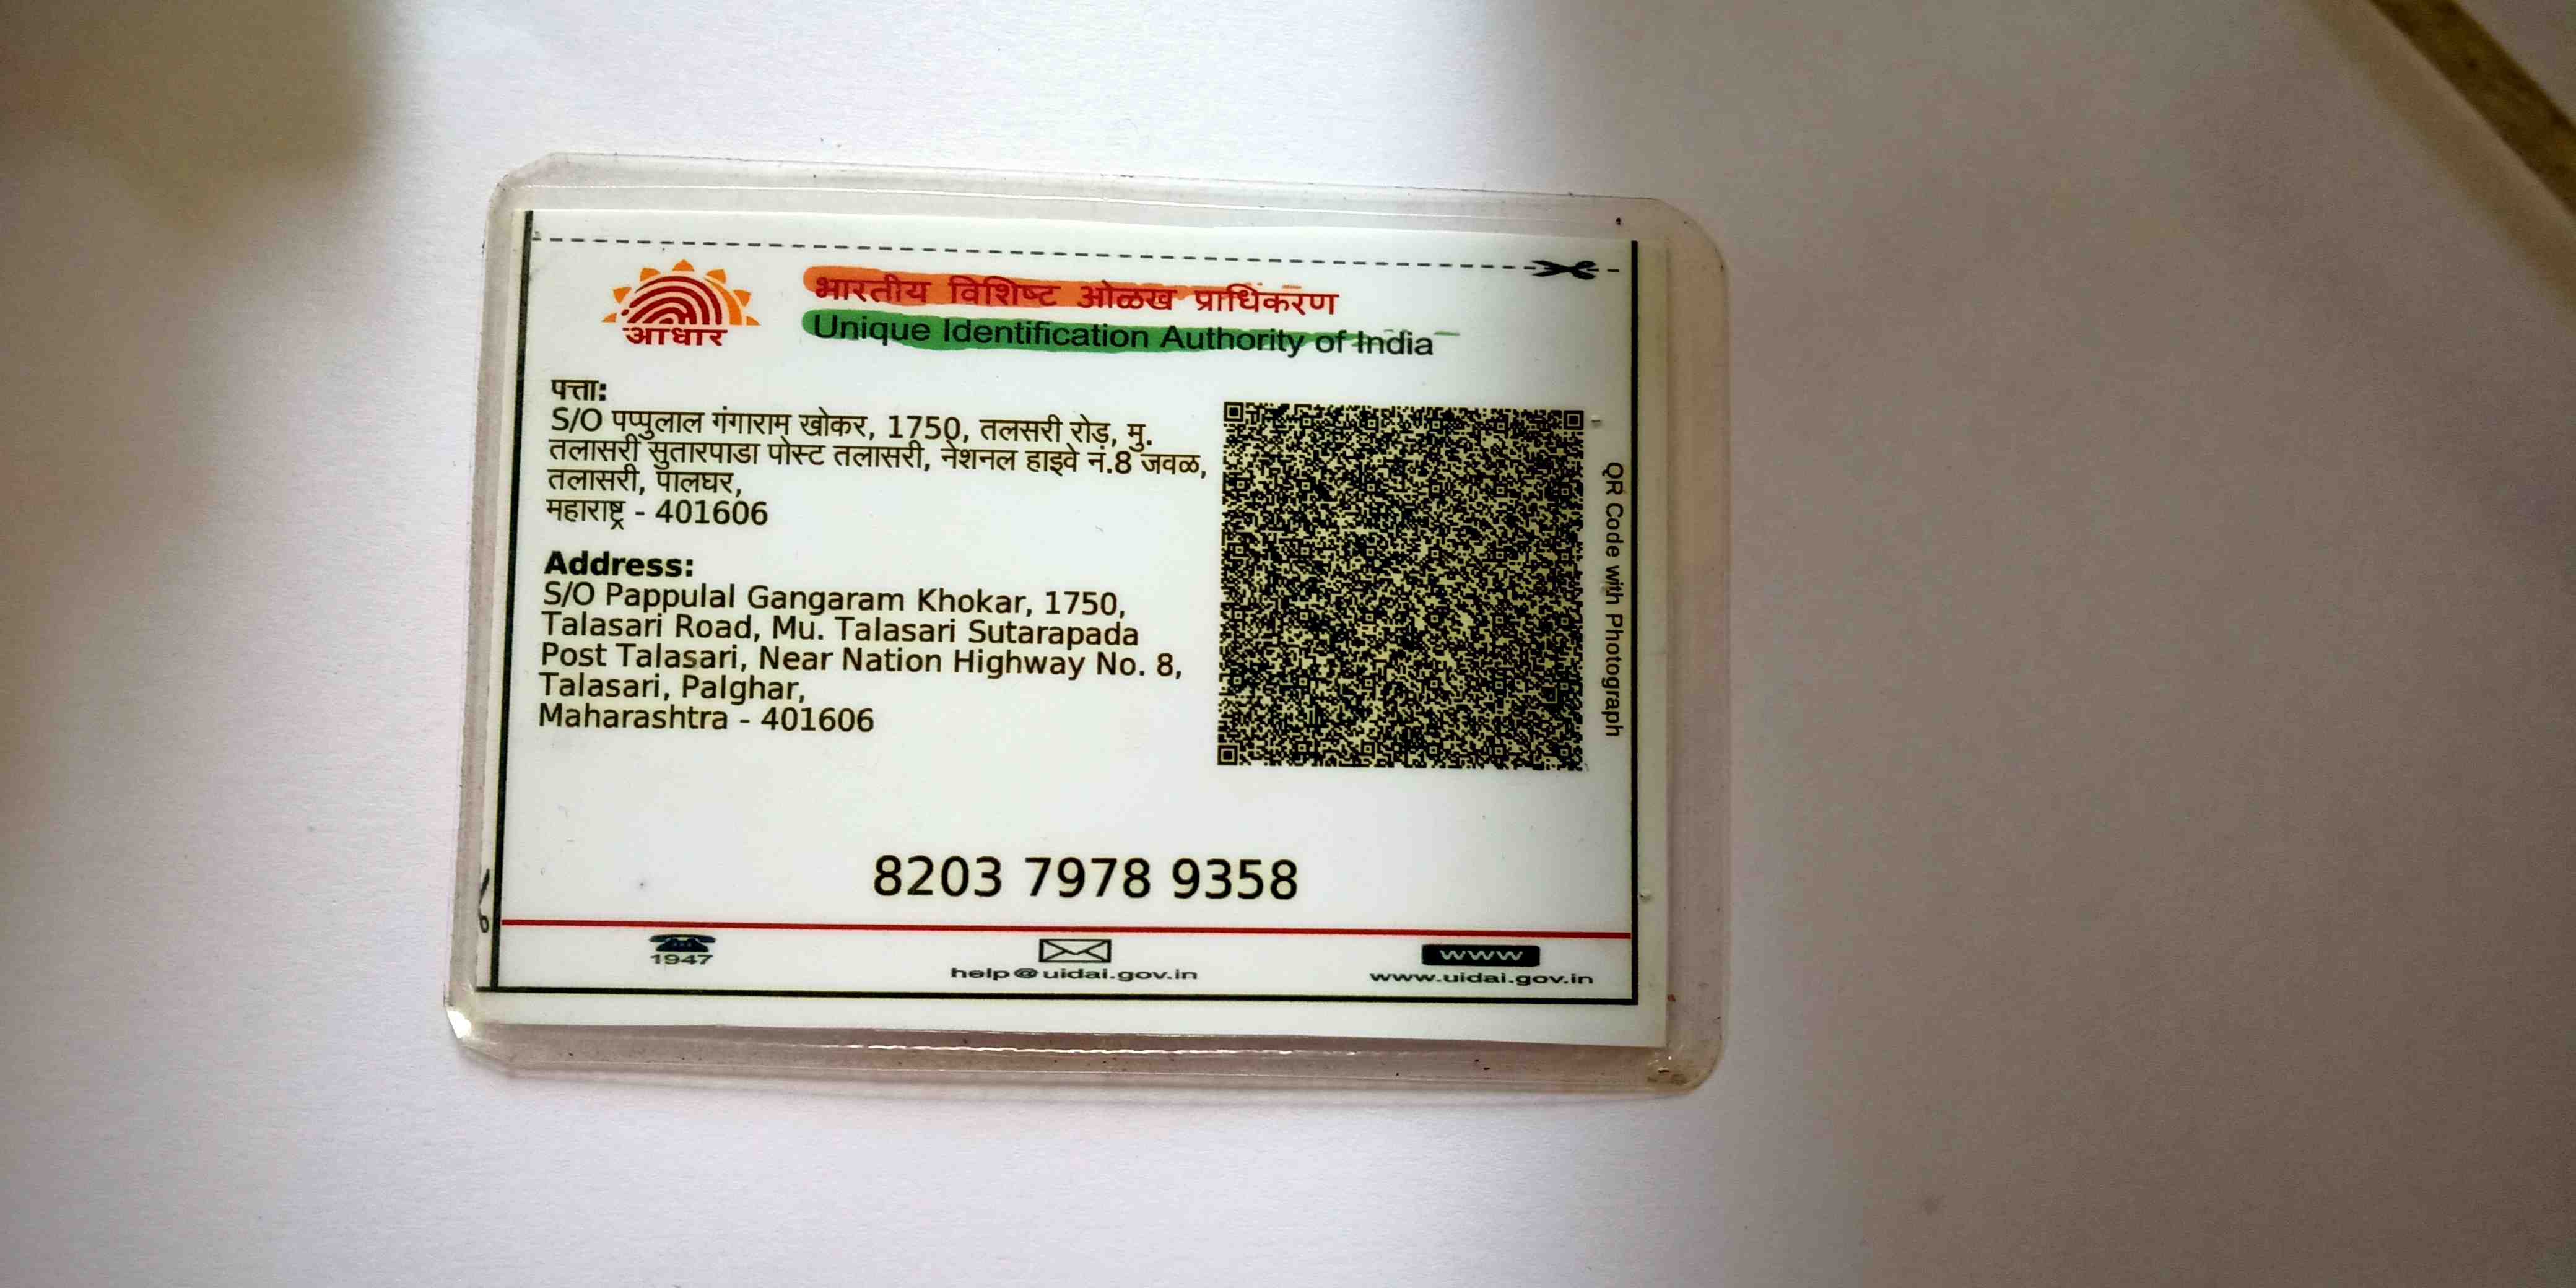 आधार
भारतीय विशिष्ट ओळख प्राधिकरण
Unique Identification Authority of India
पत्ता:
S/O पप्पुलाल गंगाराम खोकर, 1750, तलसरी रोड़, मु.
तलासरी सुतारपाडा पोस्ट तलासरी, नेशनल हाइवे नं.8 जवळ,
तलासरी, पालघर,
महाराष्ट्र - 401606
Address:
S/O Pappulal Gangaram Khokar, 1750,
Talasari Road, Mu. Talasari Sutarapada
Post Talasari, Near Nation Highway No. 8,
Talasari, Palghar,
Maharashtra - 401606
QR Code with Photograph
8203 7978 9358
1947
help@uidai.gov.in
www
www.uidai.gov.in